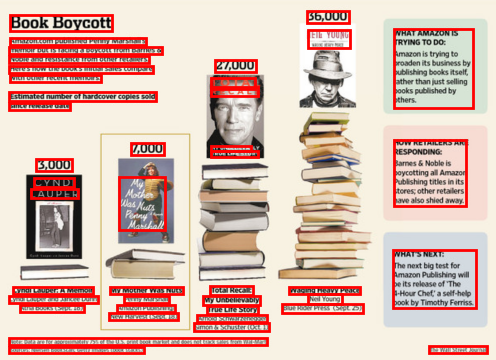 Book Boycott
Amazon.com published Penny Marshall's
memoir but is facing a boycott from Barnes &
Noble and resistance from other retailers.
Here's how the book's initial sales compare
with other recent memoirs.
Estimated number of hardcover copies sold
since release date
3,000
CYNDI
LAUPER
Cyndi Lauper: A Memoir
Cyndi Lauper and Jancee Dunn
Atria Books (Sept. 18)
7,000
My
Mother
Was Nuts
Penny
Marshall
My Mother Was Nuts
Penny Marshall
Amazon Publishing/
New Harvest (Sept. 18)
27,000
Total Recall:
My Unbelievably
True Life Story
Arnold Schwarzenegger
Simon & Schuster (Oct. 1)
36,000
NEIL YOUNG
WAGING HEAVY PEACE
Waging Heavy Peace
Neil Young
Blue Rider Press (Sept. 25)
WHAT AMAZON IS
TRYING TO DO:
Amazon is trying to
broaden its business by
publishing books itself,
rather than just selling
books published by
others.
HOW RETAILERS ARE
RESPONDING:
Barnes & Noble is
boycotting all Amazon
Publishing titles in its
stores; other retailers
have also shied away.
WHAT'S NEXT:
The next big test for
Amazon Publishing will
be its release of 'The
4-Hour Chef,' a self-help
book by Timothy Ferriss.
Note: Data are for approximately 75% of the U.S. print book market and does not track sales from Wal-Mart
The Wall Street Journal